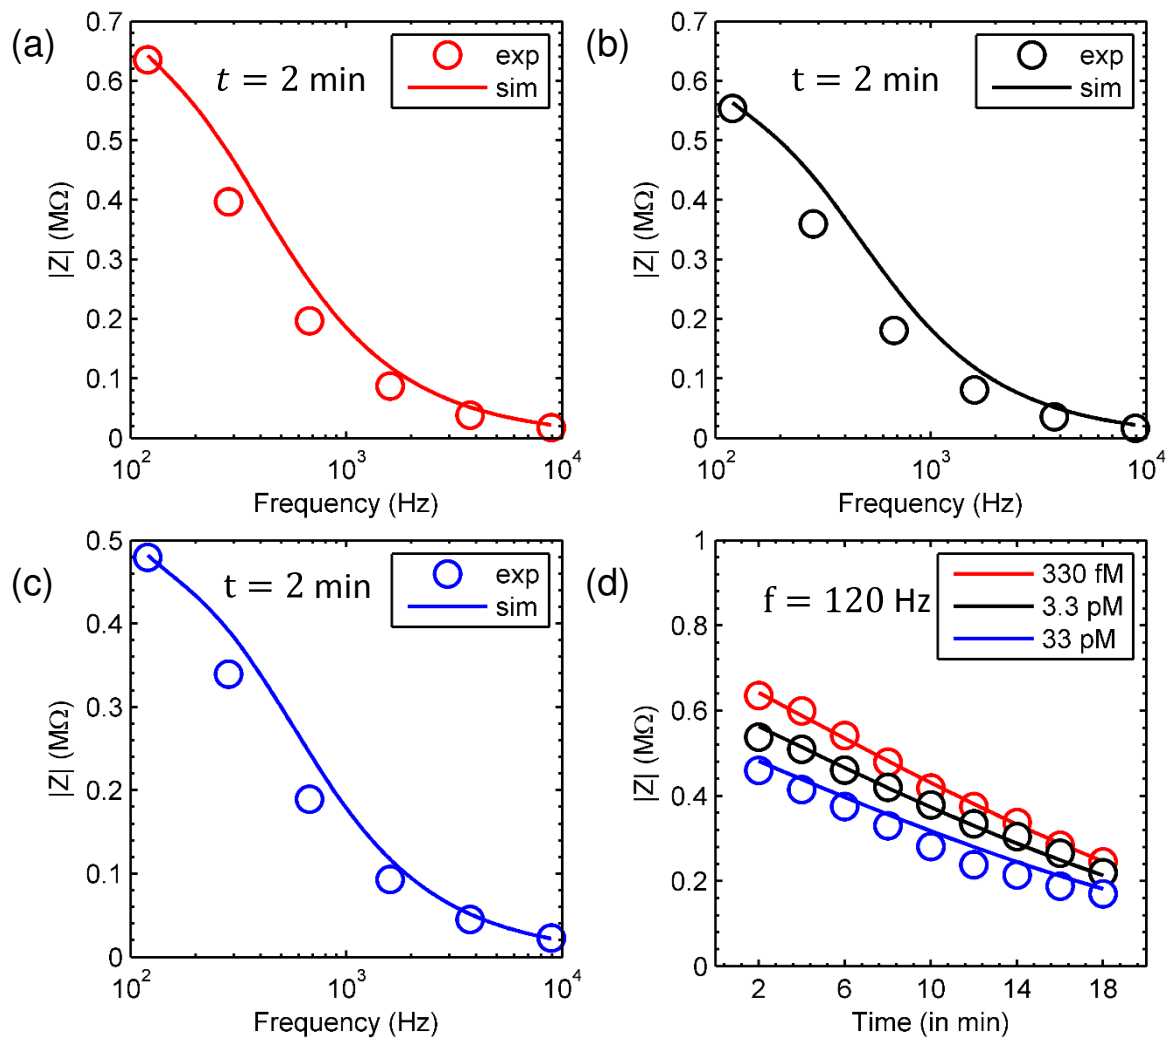 (a)
0.7
0.6
0.5
0.4
0.3
0.2
0.1
0
|Z| (MΩ)
t = 2 min
exp
sim
10^2
10^3
10^4
Frequency (Hz)
(b)
0.7
0.6
0.5
0.4
0.3
0.2
0.1
0
|Z| (MΩ)
t = 2 min
exp
sim
10^2
10^3
10^4
Frequency (Hz)
(c)
0.5
0.4
0.3
0.2
0.1
0
|Z| (MΩ)
t = 2 min
exp
sim
10^2
10^3
10^4
Frequency (Hz)
(d)
1
0.8
0.6
0.4
0.2
0
|Z| (MΩ)
f = 120 Hz
330 fM
3.3 pM
33 pM
2
6
10
14
18
Time (in min)